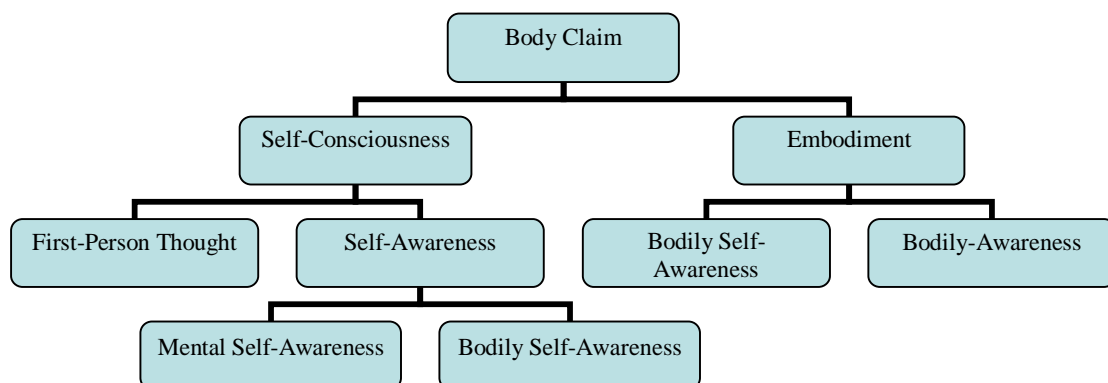 Body Claim
Self-Consciousness
Embodiment
First-Person Thought
Self-Awareness
Bodily Self-
Awareness
Bodily-Awareness
Mental Self-Awareness
Bodily Self-Awareness